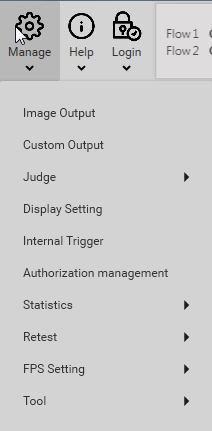 Manage Help Login
Flow 1
Flow 2
Image Output
Custom Output
Judge
Display Setting
Internal Trigger
Authorization management
Statistics
Retest
FPS Setting
Tool